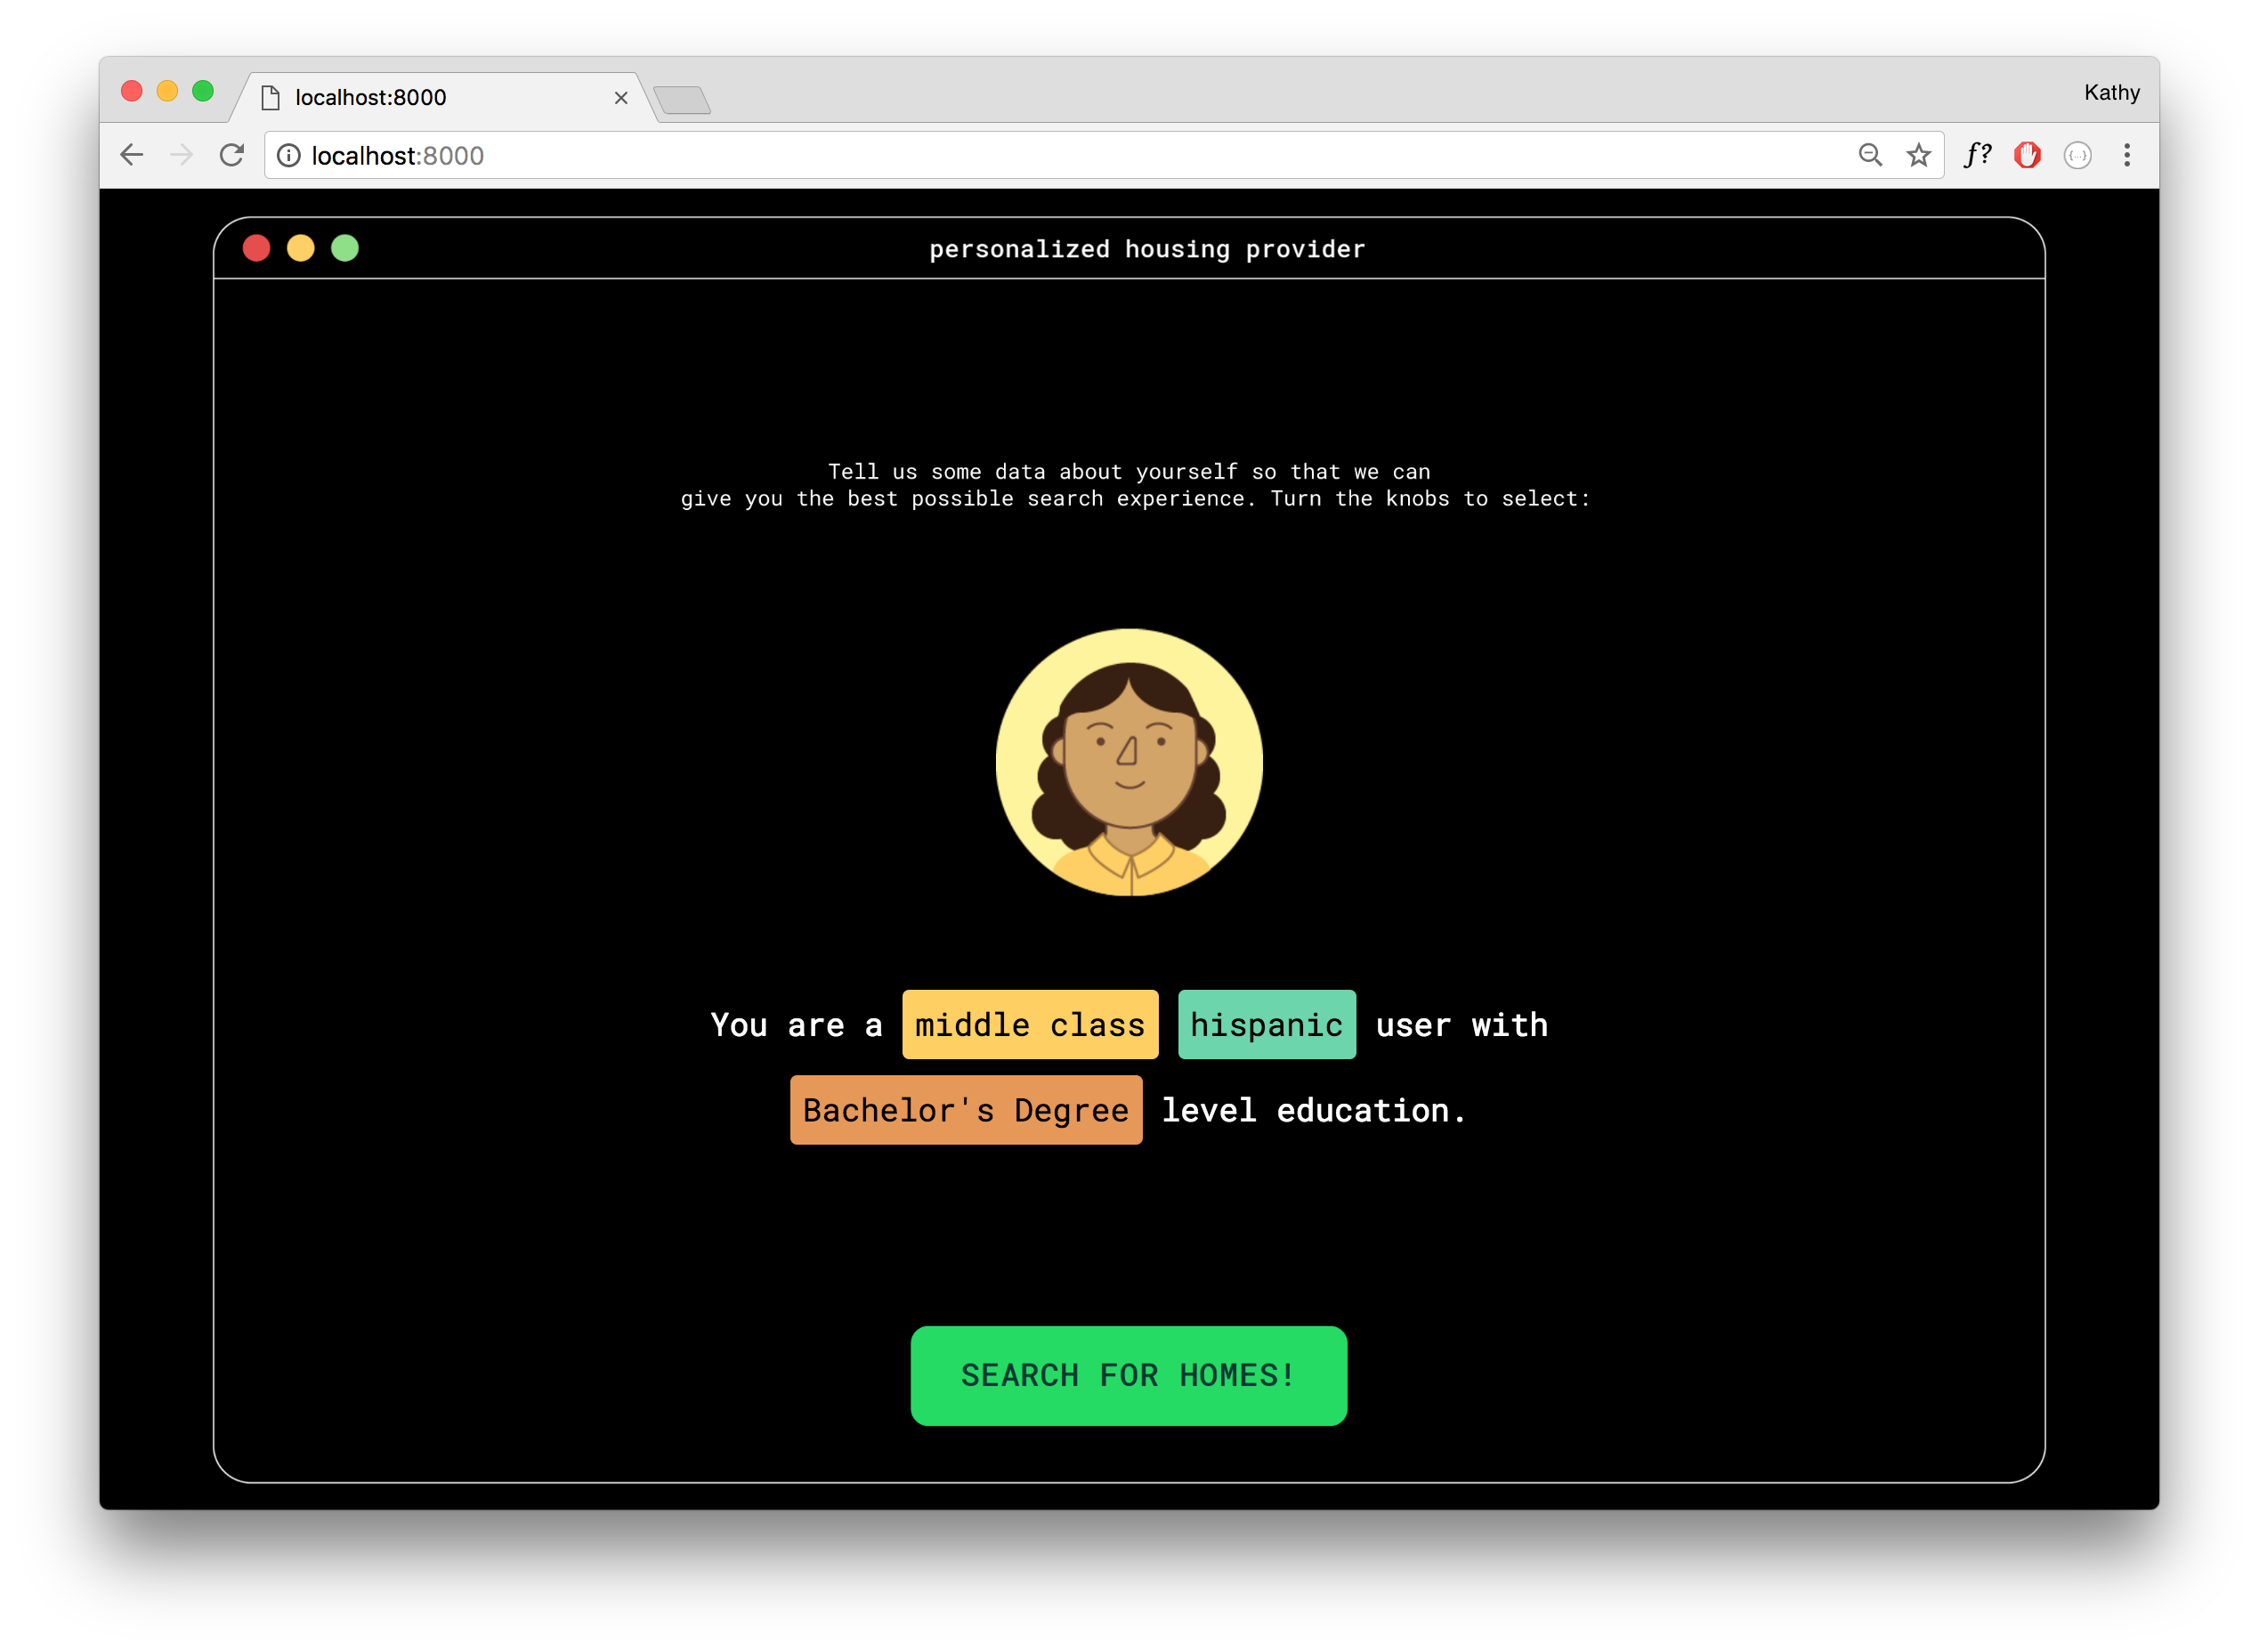 localhost:8000
Kathy
localhost:8000
f?
{...}
personalized housing provider
Tell us some data about yourself so that we can
give you the best possible search experience. Turn the knobs to select:
You are a middle class hispanic user with
Bachelor's Degree level education.
SEARCH FOR HOMES!